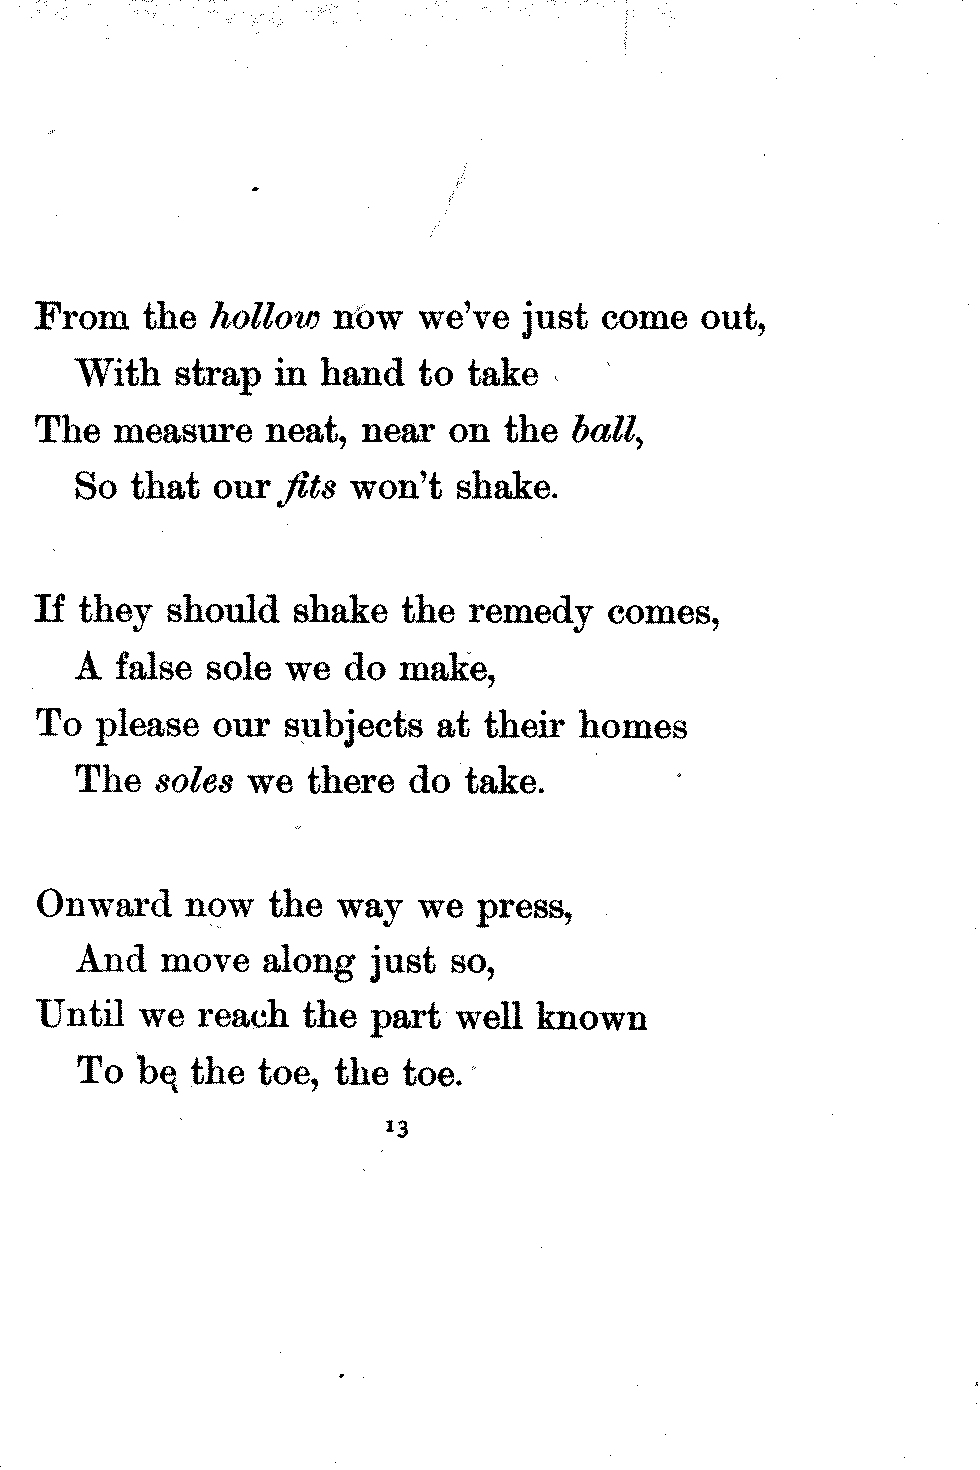 From the hollow now we've just come out,
With strap in hand to take
The measure neat, near on the ball,
So that our fits won't shake.
If they should shake the remedy comes,
A false sole we do make,
To please our subjects at their homes
The soles we there do take.
Onward now the way we press,
And move along just so,
Until we reach the part well known
To be the toe, the toe.
13